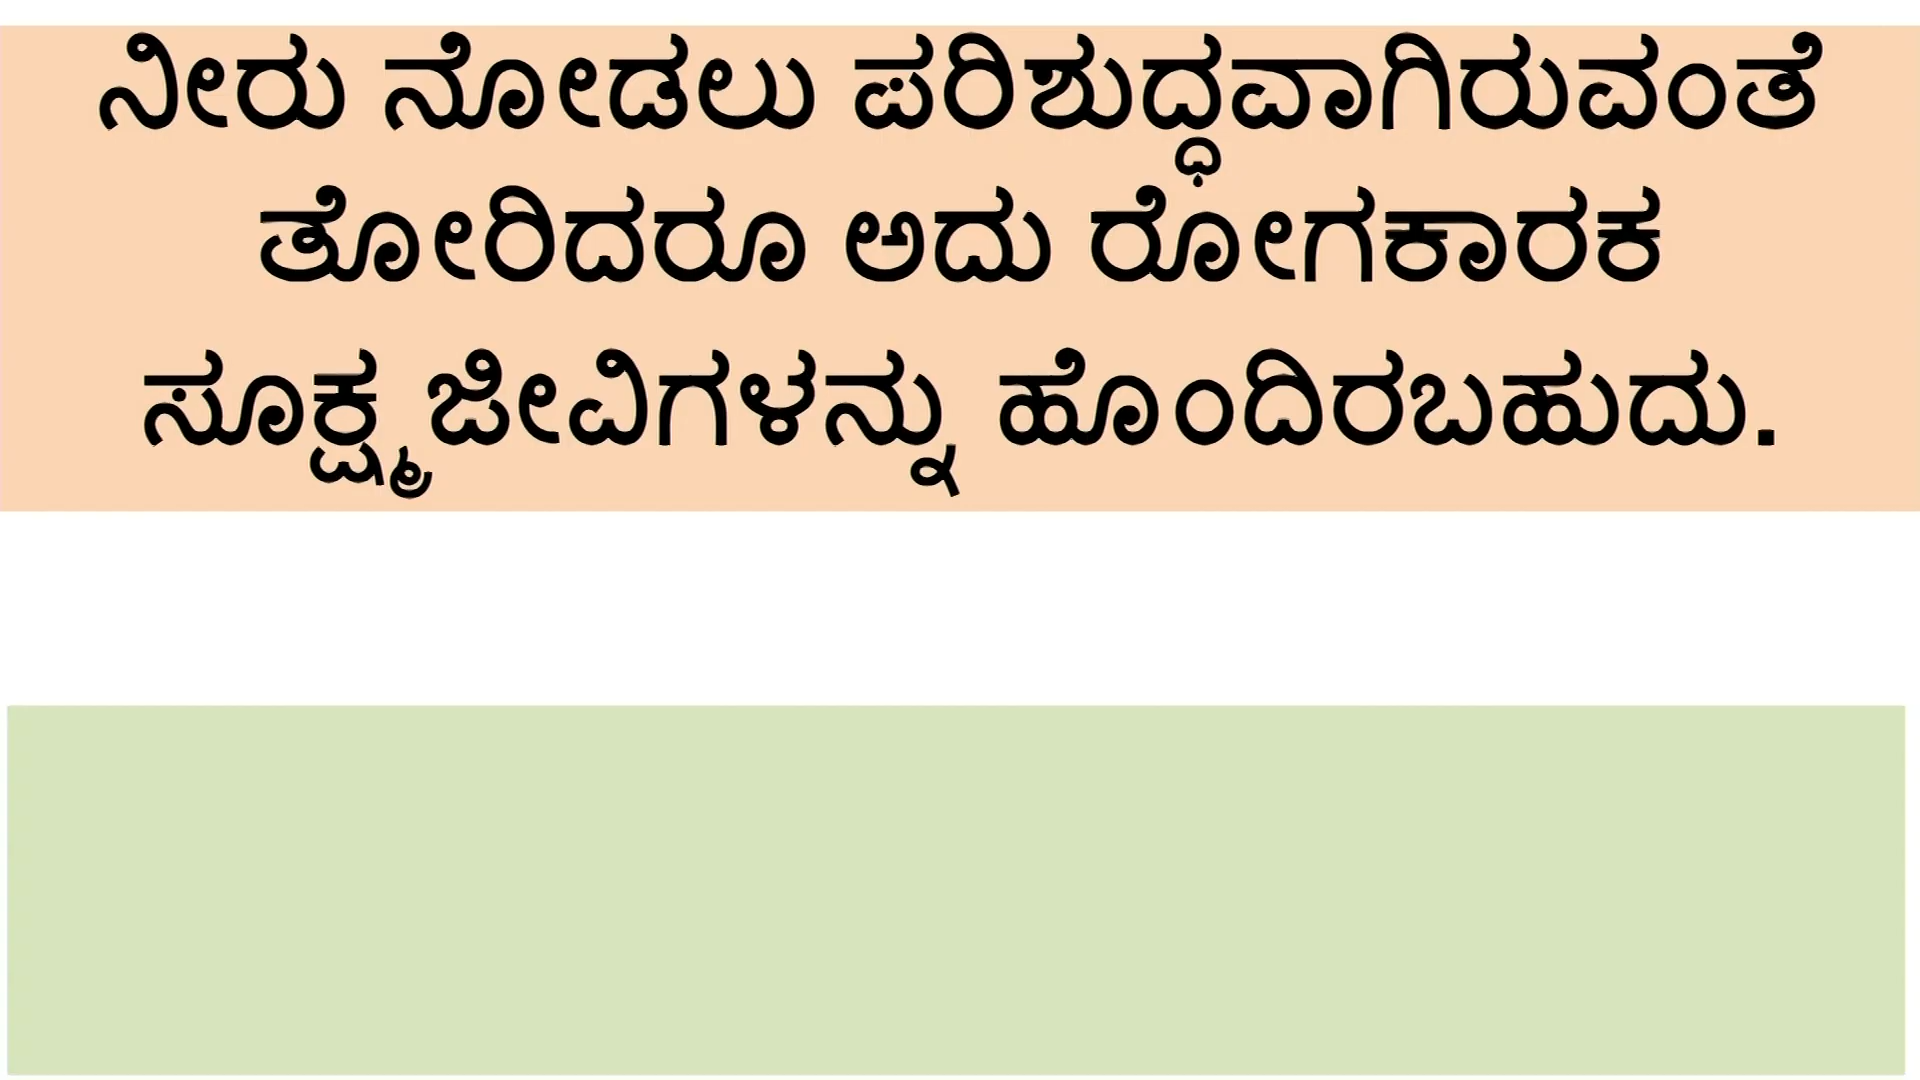 ನೀರು ನೋಡಲು ಪರಿಶುದ್ಧವಾಗಿರುವಂತೆ
ತೋರಿದರೂ ಅದು ರೋಗಕಾರಕ
ಸೂಕ್ಷ್ಮಜೀವಿಗಳನ್ನು ಹೊಂದಿರಬಹುದು.